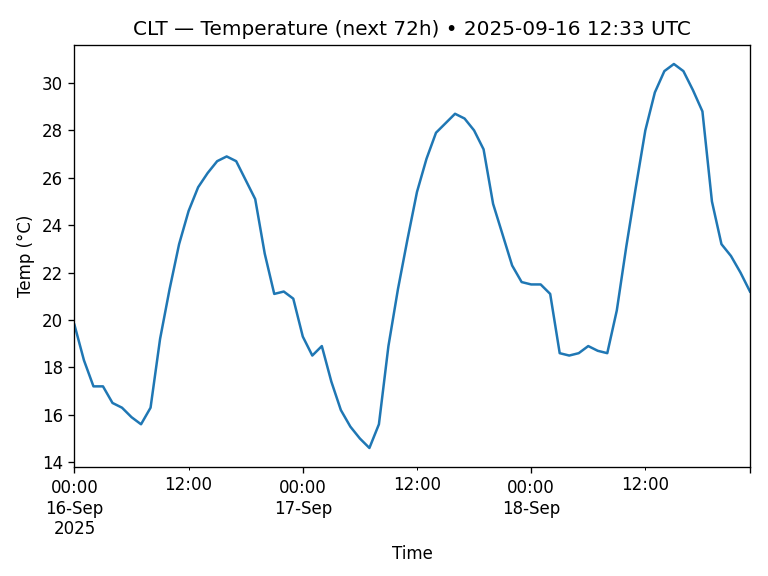 CLT — Temperature (next 72h) • 2025-09-16 12:33 UTC
Temp (°C)
30
28
26
24
22
20
18
16
14
00:00 12:00 00:00 12:00 00:00 12:00
16-Sep 17-Sep 18-Sep
2025
Time